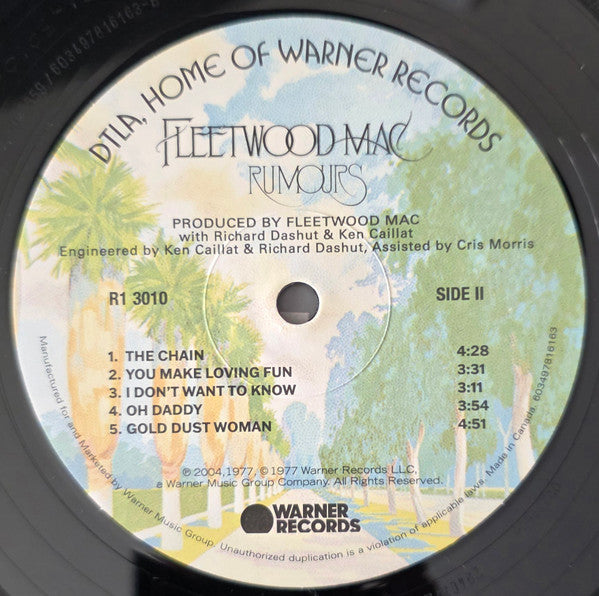 DTLA, HOME OF WARNER RECORDS
FLEETWOOD MAC
RUMOURS
PRODUCED BY FLEETWOOD MAC
with Richard Dashut & Ken Caillat
Engineered by Ken Caillat & Richard Dashut, Assisted by Cris Morris
R1 3010
SIDE II
1. THE CHAIN 4:28
2. YOU MAKE LOVING FUN 3:31
3. I DON'T WANT TO KNOW 3:11
4. OH DADDY 3:54
5. GOLD DUST WOMAN 4:51
℗ 2004, 1977, © 1977 Warner Records LLC,
a Warner Music Group Company. All Rights Reserved.
WARNER
RECORDS
Manufactured for and Marketed by Warner Music Group. Unauthorized duplication is a violation of applicable laws. Made in Canada. 603497816163